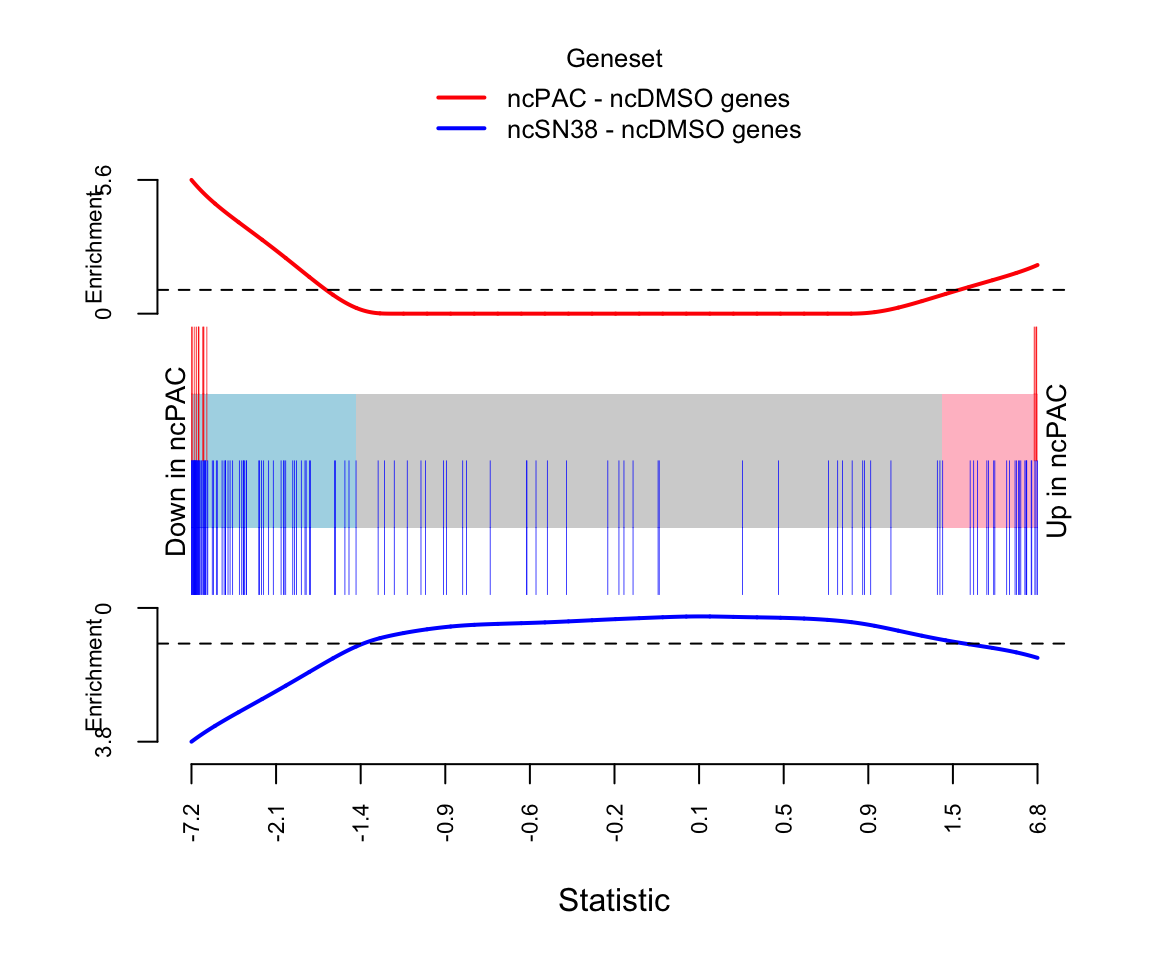 Geneset
ncPAC - ncDMSO genes
ncSN38 - ncDMSO genes
Enrichment
0
5.6
Down in ncPAC
Up in ncPAC
Enrichment
0
3.8
-7.2
-2.1
-1.4
-0.9
-0.6
-0.2
0.1
0.5
0.9
1.5
6.8
Statistic